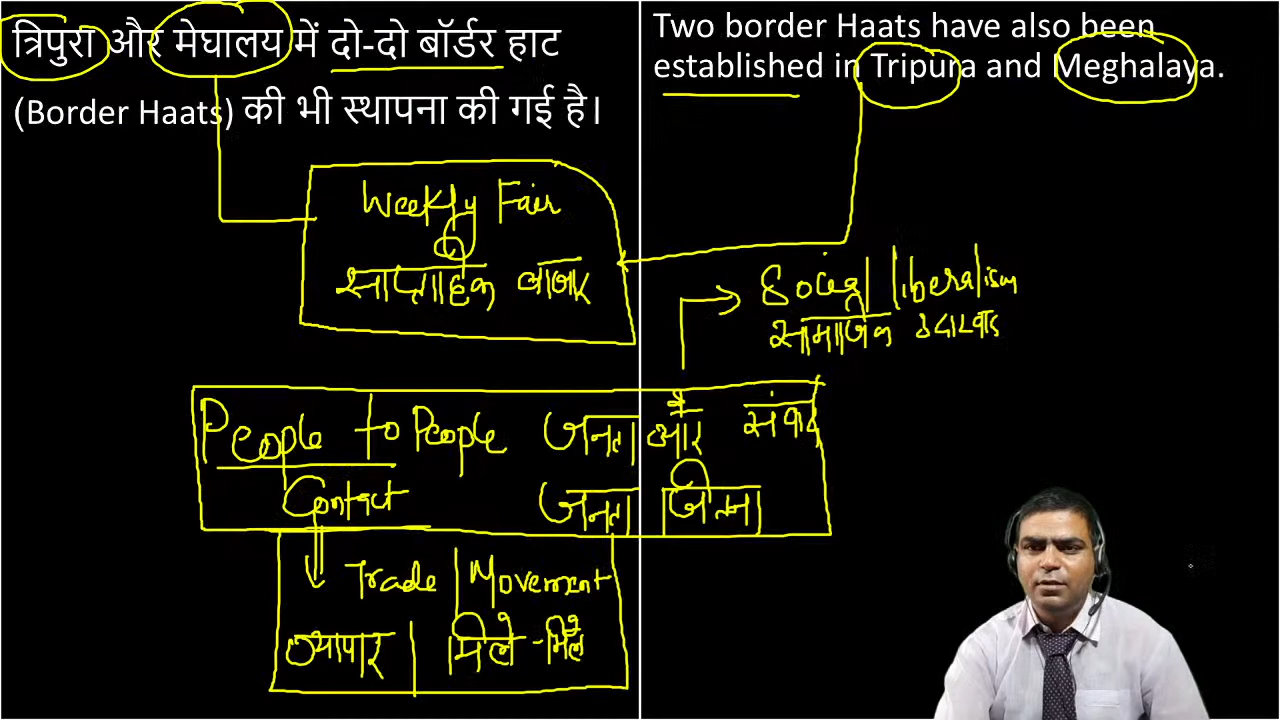 त्रिपुरा और मेघालय में दो-दो बॉर्डर हाट
(Border Haats) की भी स्थापना की गई है।
Two border Haats have also been
established in Tripura and Meghalaya.
Weekly Fair
साप्ताहिक बाजार
Social liberalism
सामाजिक उदारवाद
People to People
Contact
जनता और
जनता
संवाद
Trade | Movement
व्यापार | मिले-मिले